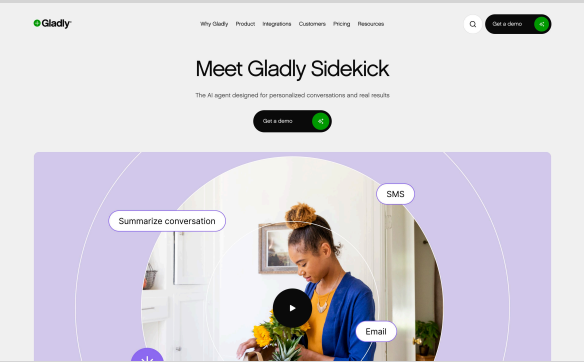 Gladly
Why Gladly Product Integrations Customers Pricing Resources
Get a demo
Meet Gladly Sidekick
The AI agent designed for personalized conversations and real results
Get a demo
SMS
Summarize conversation
Email